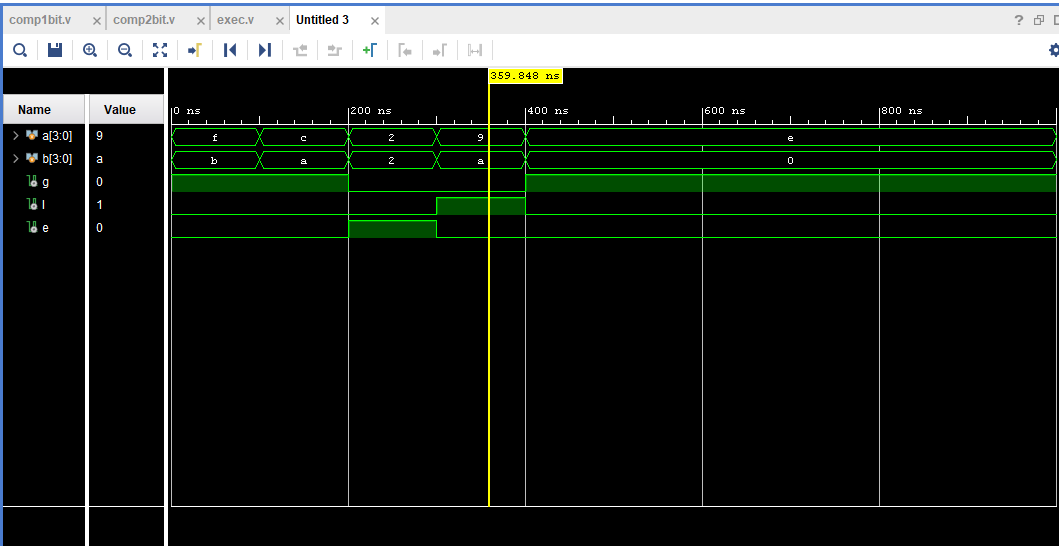 comp1bit.v × comp2bit.v × exec.v × Untitled 3 × ?
359.848 ns
Name Value 0 ns 200 ns 400 ns 600 ns 800 ns
a[3:0] 9 f c 2 9 e
b[3:0] a b a 2 a 0
g 0
l 1
e 0